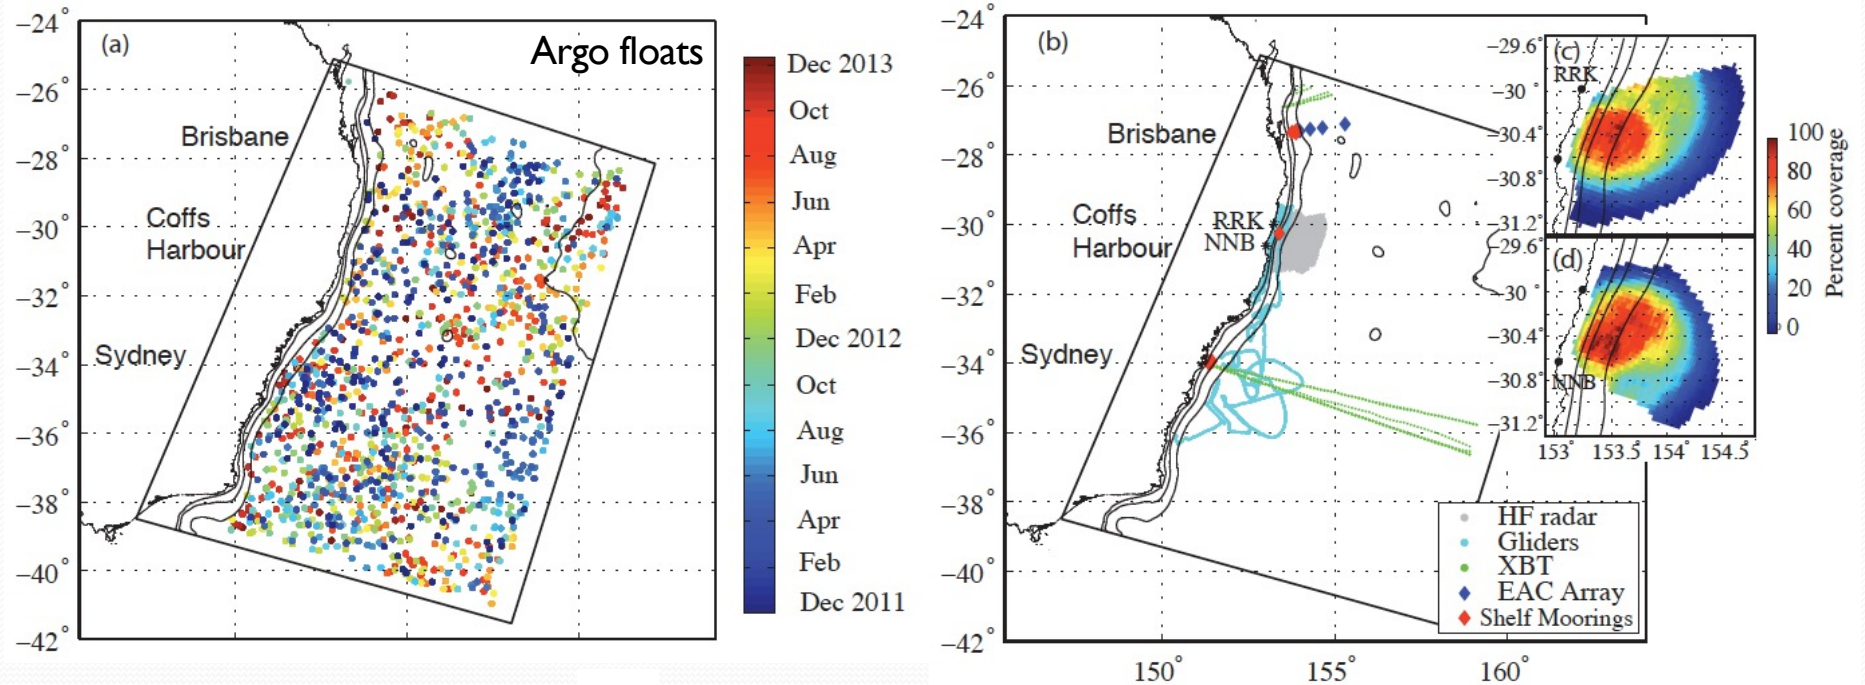 (a)
Argo floats
−24°
−26°
−28°
−30°
−32°
−34°
−36°
−38°
−40°
−42°
Brisbane
Coffs
Harbour
Sydney
Dec 2013
Oct
Aug
Jun
Apr
Feb
Dec 2012
Oct
Aug
Jun
Apr
Feb
Dec 2011
(b)
−24°
−26°
−28°
−30°
−32°
−34°
−36°
−38°
−40°
−42°
150°
155°
160°
Brisbane
Coffs
Harbour
RRK
NNB
Sydney
HF radar
Gliders
XBT
EAC Array
Shelf Moorings
(c)
RRK
−29.6°
−30°
−30.4°
−30.8°
−31.2°
(d)
NNB
−29.6°
−30°
−30.4°
−30.8°
−31.2°
153°
153.5°
154°
154.5°
100
80
60
40
20
0
Percent coverage